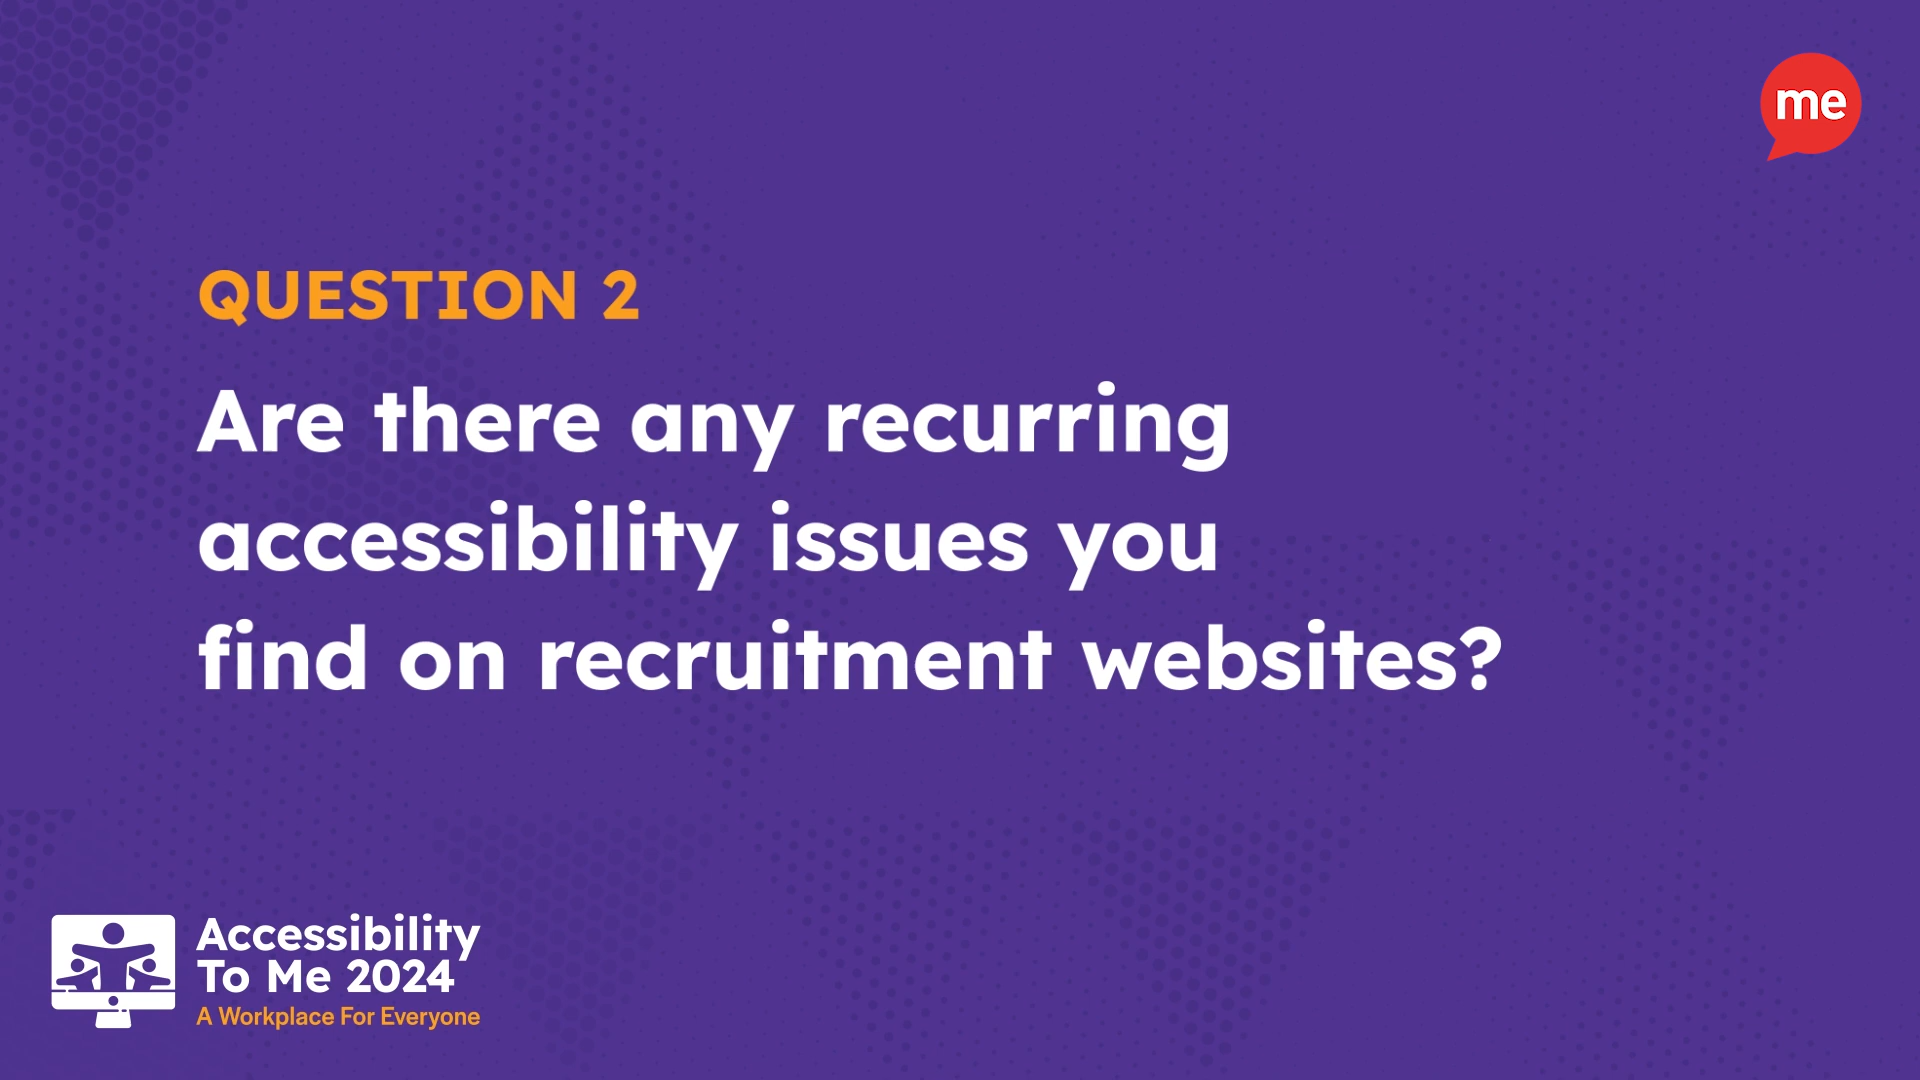 me
QUESTION 2
Are there any recurring
accessibility issues you
find on recruitment websites?
Accessibility
To Me 2024
A Workplace For Everyone